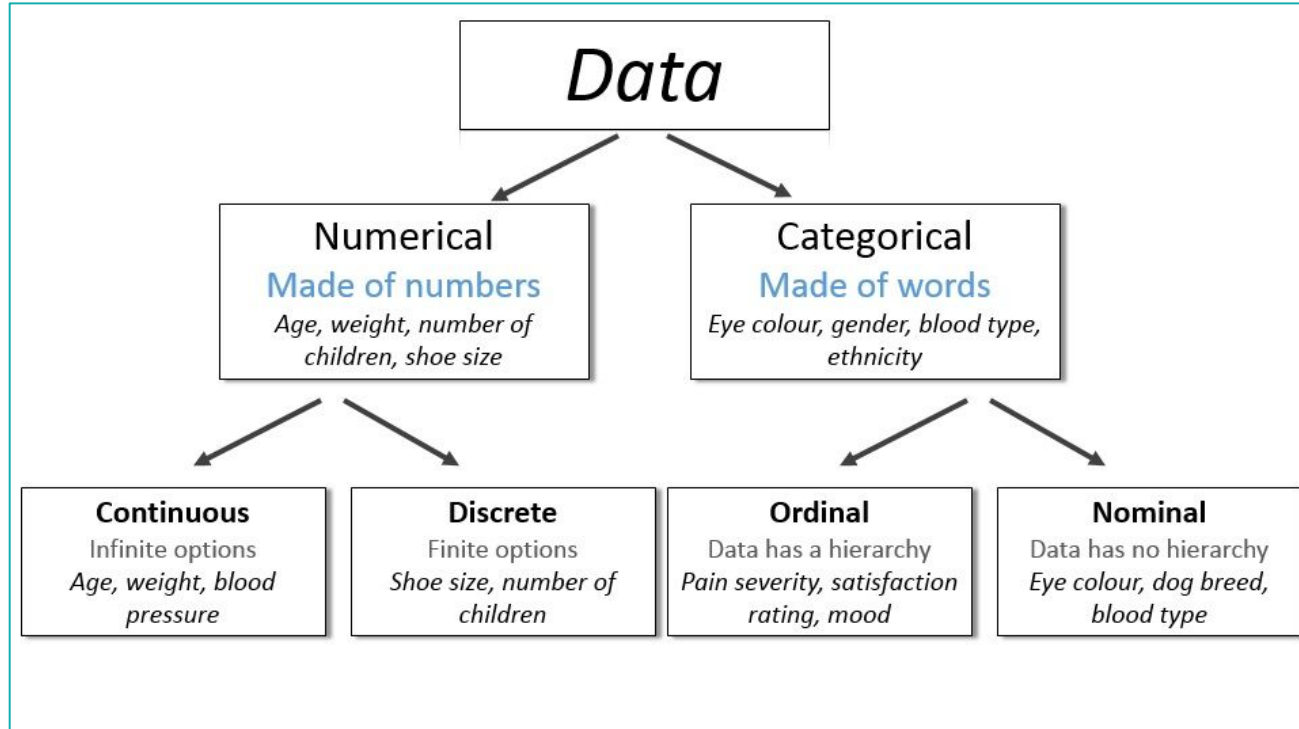 Data
Numerical
Made of numbers
Age, weight, number of
children, shoe size
Categorical
Made of words
Eye colour, gender, blood type,
ethnicity
Continuous
Infinite options
Age, weight, blood
pressure
Discrete
Finite options
Shoe size, number of
children
Ordinal
Data has a hierarchy
Pain severity, satisfaction
rating, mood
Nominal
Data has no hierarchy
Eye colour, dog breed,
blood type